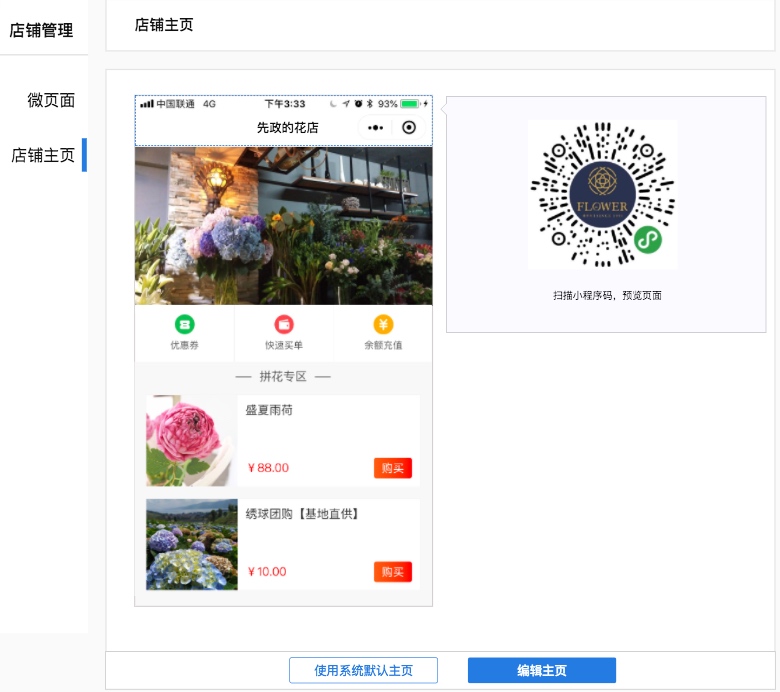 店铺管理
店铺主页
微页面
店铺主页
中国联通 4G 下午3:33 93%
先政的花店
优惠券 快速买单 余额充值
拼花专区
盛夏雨荷
¥ 88.00 购买
绣球团购【基地直供】
¥ 10.00 购买
FLOWER
扫描小程序码，预览页面
使用系统默认主页 编辑主页